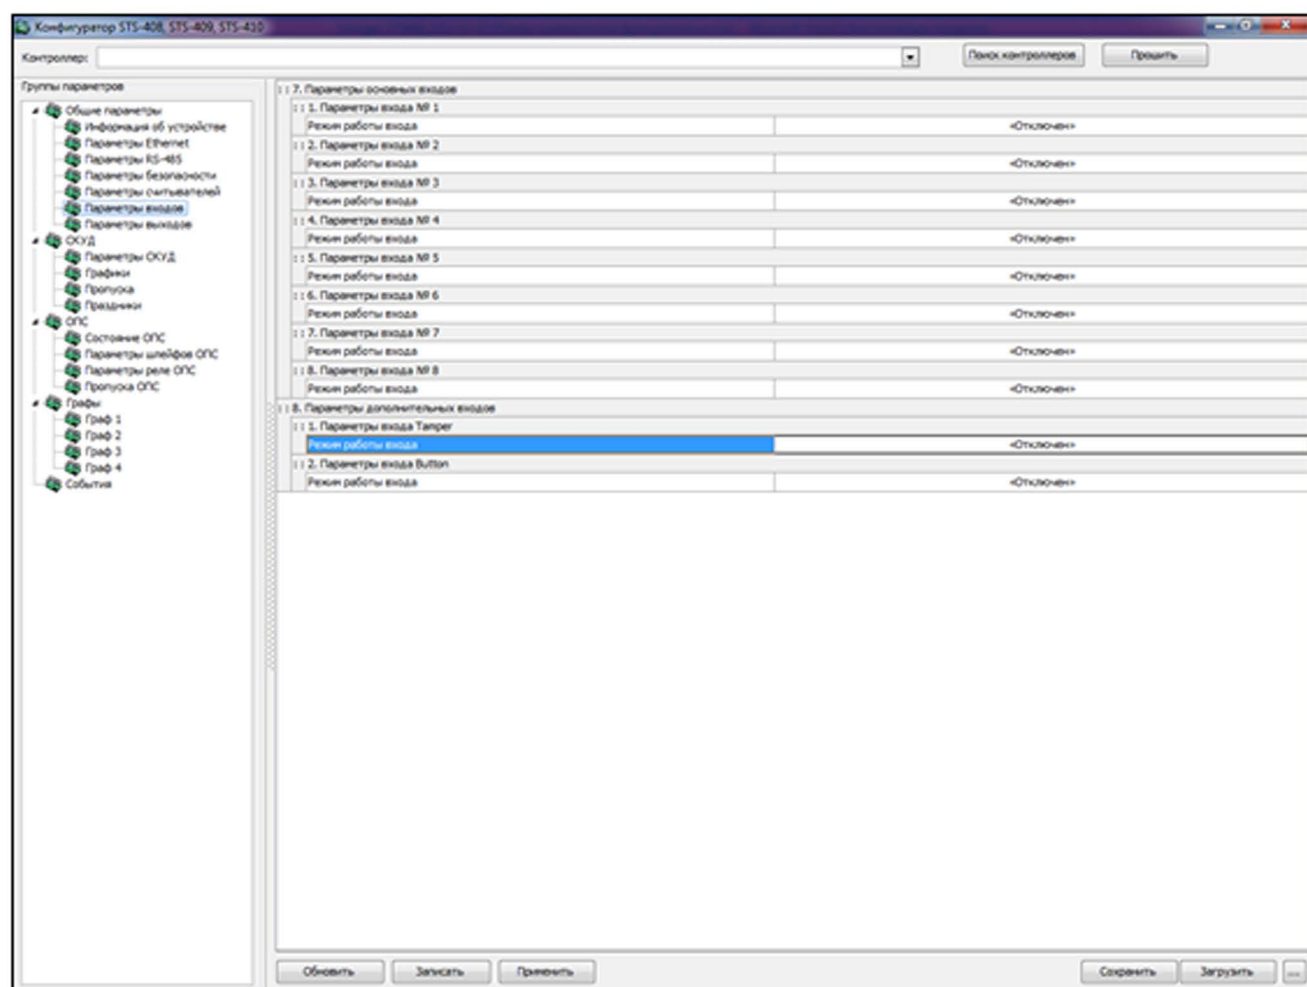 Конфигуратор STS-408, STS-409, STS-410
Контроллер:
Поиск контроллеров
Прошить
Группы параметров
Общие параметры
Информация об устройстве
Параметры Ethernet
Параметры RS-485
Параметры безопасности
Параметры считывателей
Параметры входов
Параметры выходов
СКУД
Параметры СКУД
Графики
Пропуска
Праздники
ОПС
Состояние ОПС
Параметры шлейфов ОПС
Параметры реле ОПС
Пропуска ОПС
Графы
Граф 1
Граф 2
Граф 3
Граф 4
События
7. Параметры основных входов
1. Параметры входа № 1
Режим работы входа <Отключен>
2. Параметры входа № 2
Режим работы входа <Отключен>
3. Параметры входа № 3
Режим работы входа <Отключен>
4. Параметры входа № 4
Режим работы входа <Отключен>
5. Параметры входа № 5
Режим работы входа <Отключен>
6. Параметры входа № 6
Режим работы входа <Отключен>
7. Параметры входа № 7
Режим работы входа <Отключен>
8. Параметры входа № 8
Режим работы входа <Отключен>
8. Параметры дополнительных входов
1. Параметры входа Tamper
Режим работы входа <Отключен>
2. Параметры входа Button
Режим работы входа <Отключен>
Обновить
Записать
Применить
Сохранить
Загрузить
...